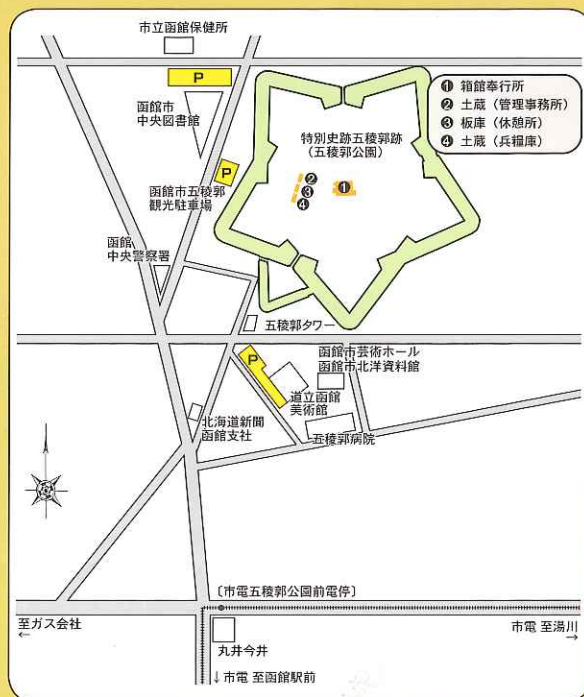 市立函館保健所
P
函館市
中央図書館
P
函館市五稜郭
観光駐車場
函館
中央警察署
特別史跡五稜郭跡
(五稜郭公園)
❶ 箱館奉行所
❷ 土蔵(管理事務所)
❸ 板庫(休憩所)
❹ 土蔵(兵糧庫)
❷
❸
❹
❶
五稜郭タワー
P
函館市芸術ホール
函館市北洋資料館
道立函館
美術館
北海道新聞
函館支社
五稜郭病院
〔市電五稜郭公園前電停〕
至ガス会社
←
市電 至湯川
→
丸井今井
↓市電 至函館駅前